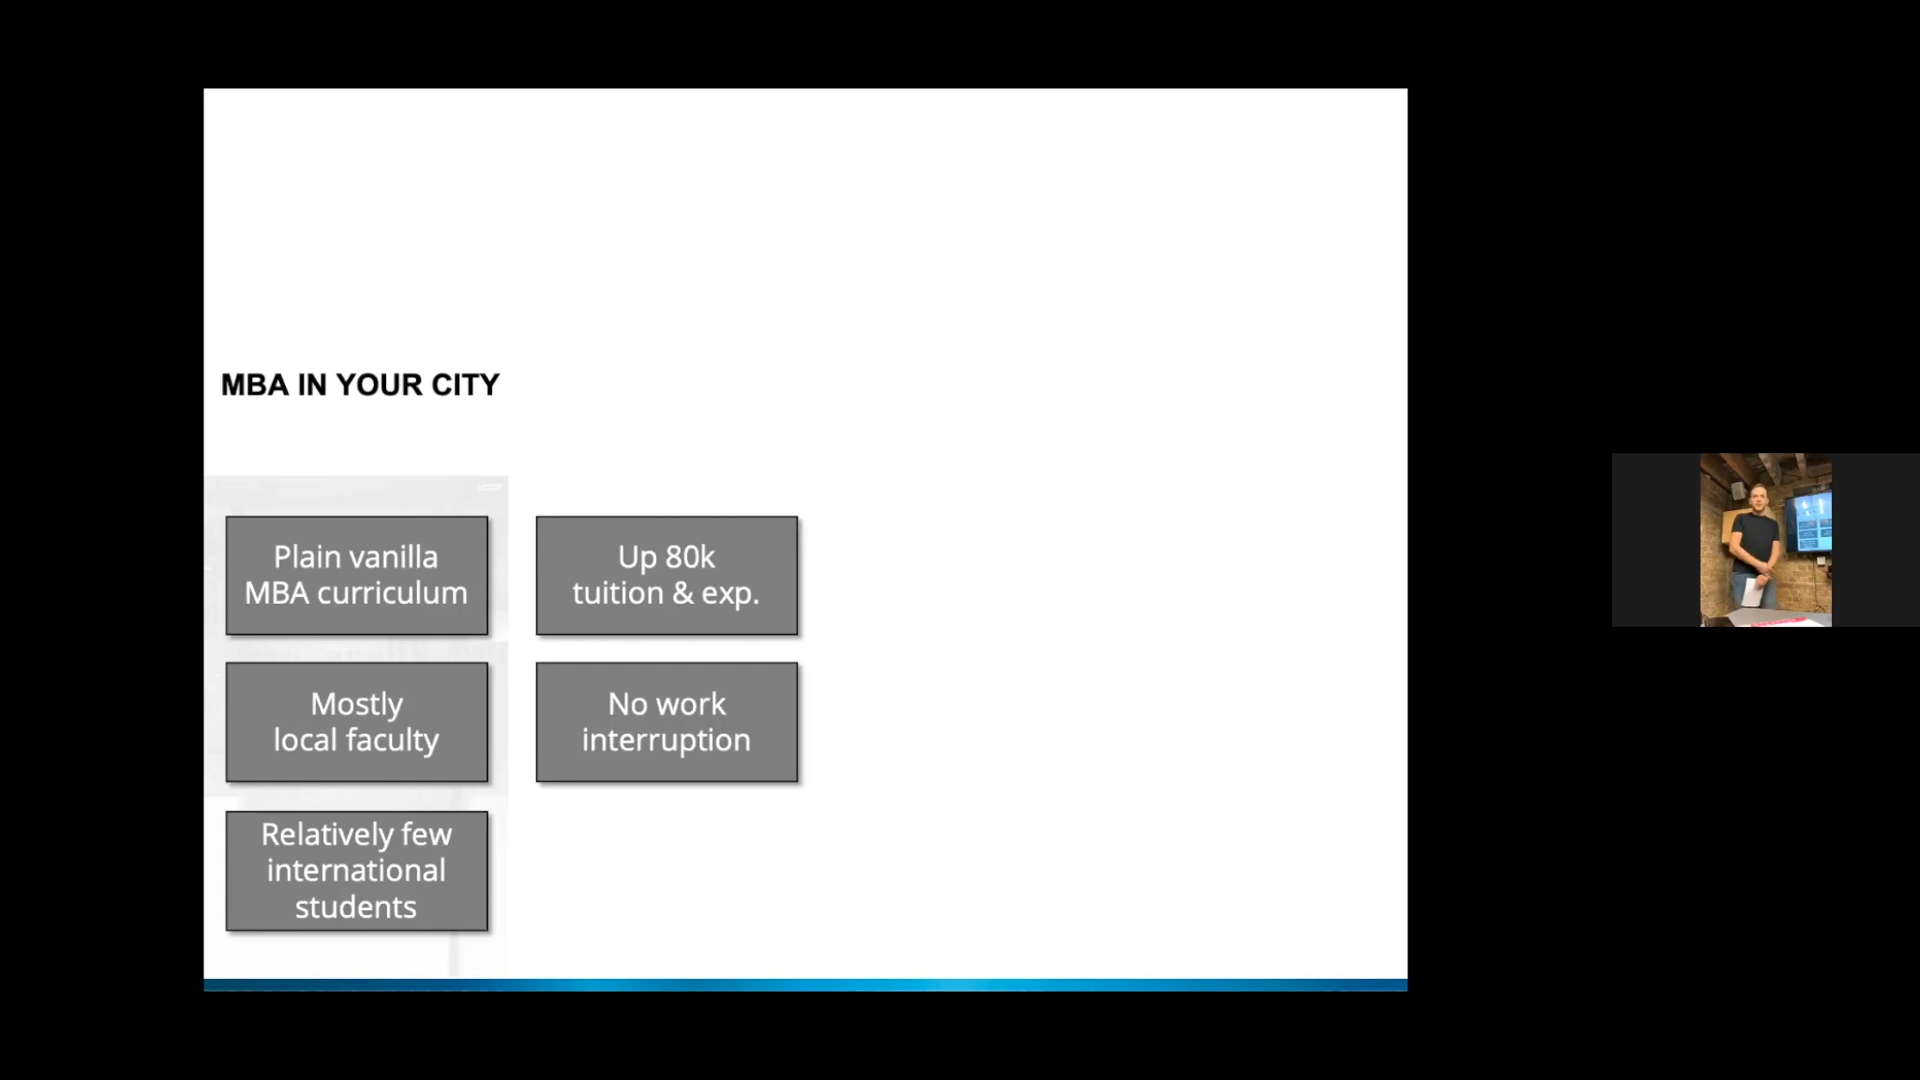 MBA IN YOUR CITY
Plain vanilla
MBA curriculum
Up 80k
tuition & exp.
Mostly
local faculty
No work
interruption
Relatively few
international
students